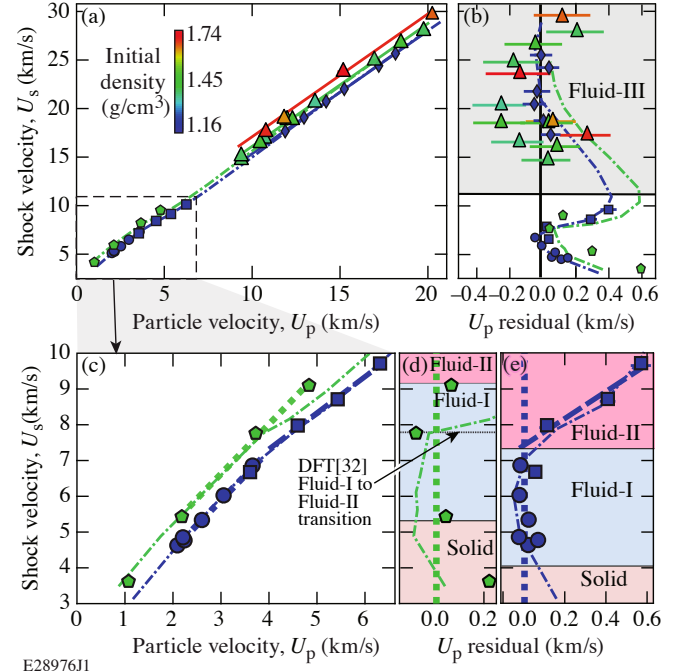 (a)
Initial
density
(g/cm³)
1.74
1.45
1.16
Shock velocity, Us (km/s)
30
25
20
15
10
5
0 5 10 15 20
Particle velocity, Up (km/s)
(b)
Fluid-III
−0.4 −0.2 0.0 0.2 0.4 0.6
Up residual (km/s)
(c)
Shock velocity, Us(km/s)
10
9
8
7
6
5
4
3
0 1 2 3 4 5 6
Particle velocity, Up (km/s)
(d)
Fluid-II
Fluid-I
DFT[32]
Fluid-I to
Fluid-II
transition
Solid
0.0 0.2
(e)
Fluid-II
Fluid-I
Solid
0.0 0.2 0.4 0.6
Up residual (km/s)
E28976J1